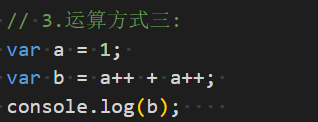 // 3.运算方式三:
var a = 1;
var b = a++ + a++;
console.log(b);